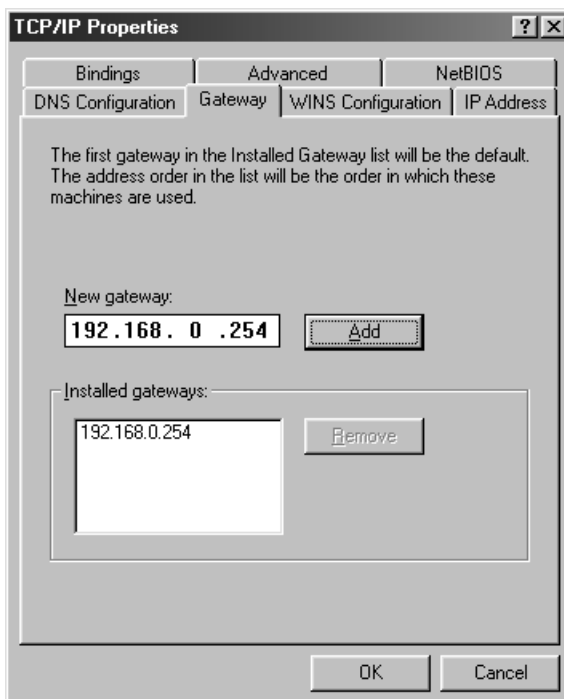 TCP/IP Properties
? ×
Bindings
Advanced
NetBIOS
DNS Configuration
Gateway
WINS Configuration
IP Address
The first gateway in the Installed Gateway list will be the default.
The address order in the list will be the order in which these
machines are used.
New gateway:
192.168. 0 .254
Add
Installed gateways:
192.168.0.254
Remove
OK
Cancel